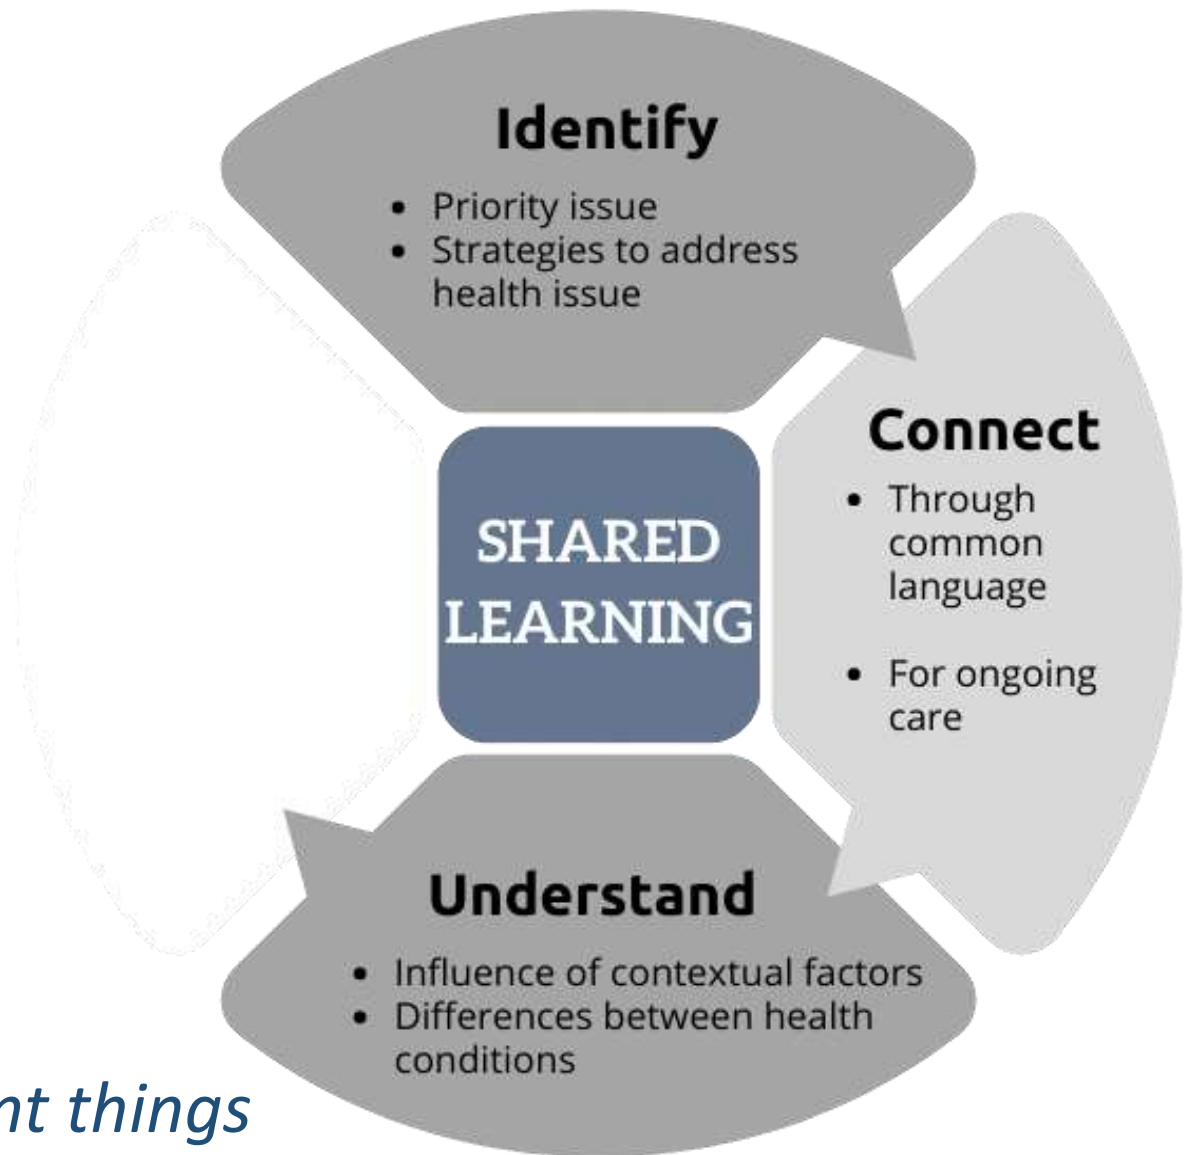 Identify
• Priority issue
• Strategies to address
health issue
Connect
• Through
common
language
• For ongoing
care
SHARED
LEARNING
Understand
• Influence of contextual factors
• Differences between health
conditions
nt things